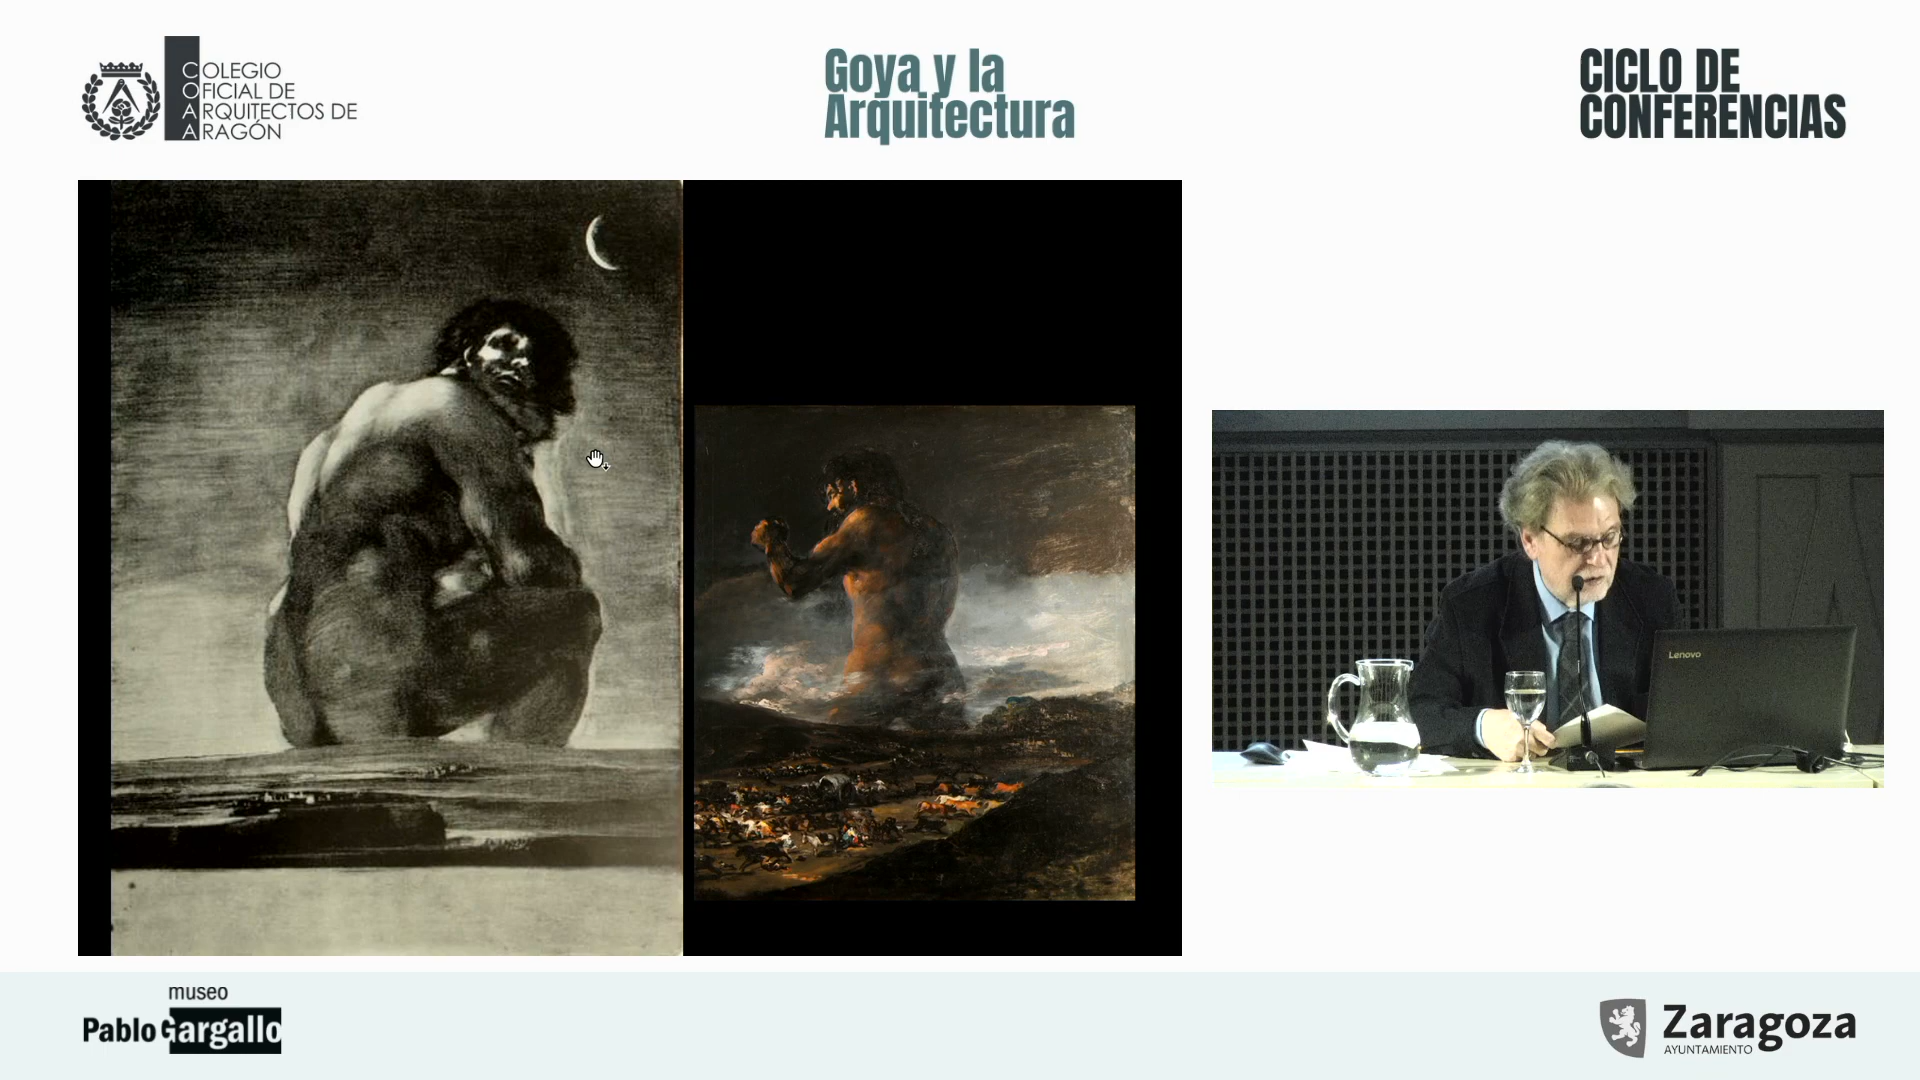 COLEGIO
OFICIAL DE
ARQUITECTOS DE
ARAGÓN
Goya y la
Arquitectura
CICLO DE
CONFERENCIAS
Lenovo
museo
Pablo Gargallo
Zaragoza
AYUNTAMIENTO